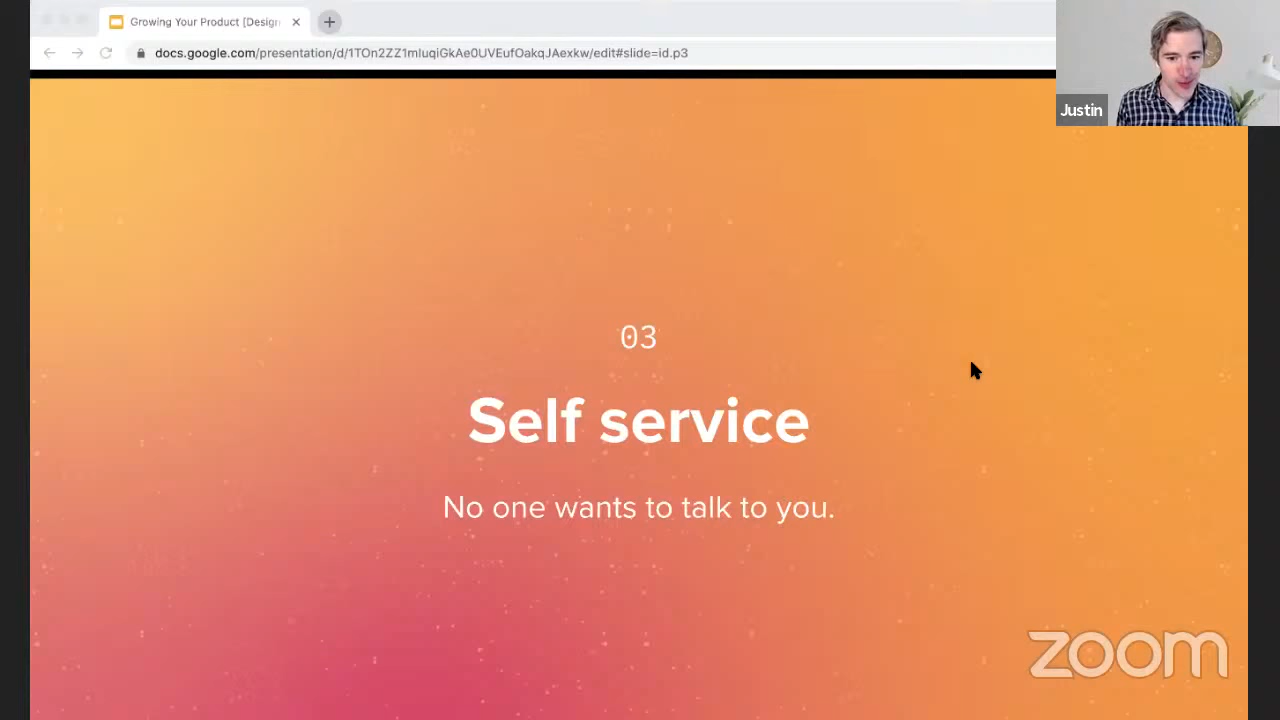 Growing Your Product [Design
docs.google.com/presentation/d/1TOn2ZZ1mIuqiGkAe0UVEufOakqJAexkw/edit#slide=id.p3
Justin
03
Self service
No one wants to talk to you.
zoom